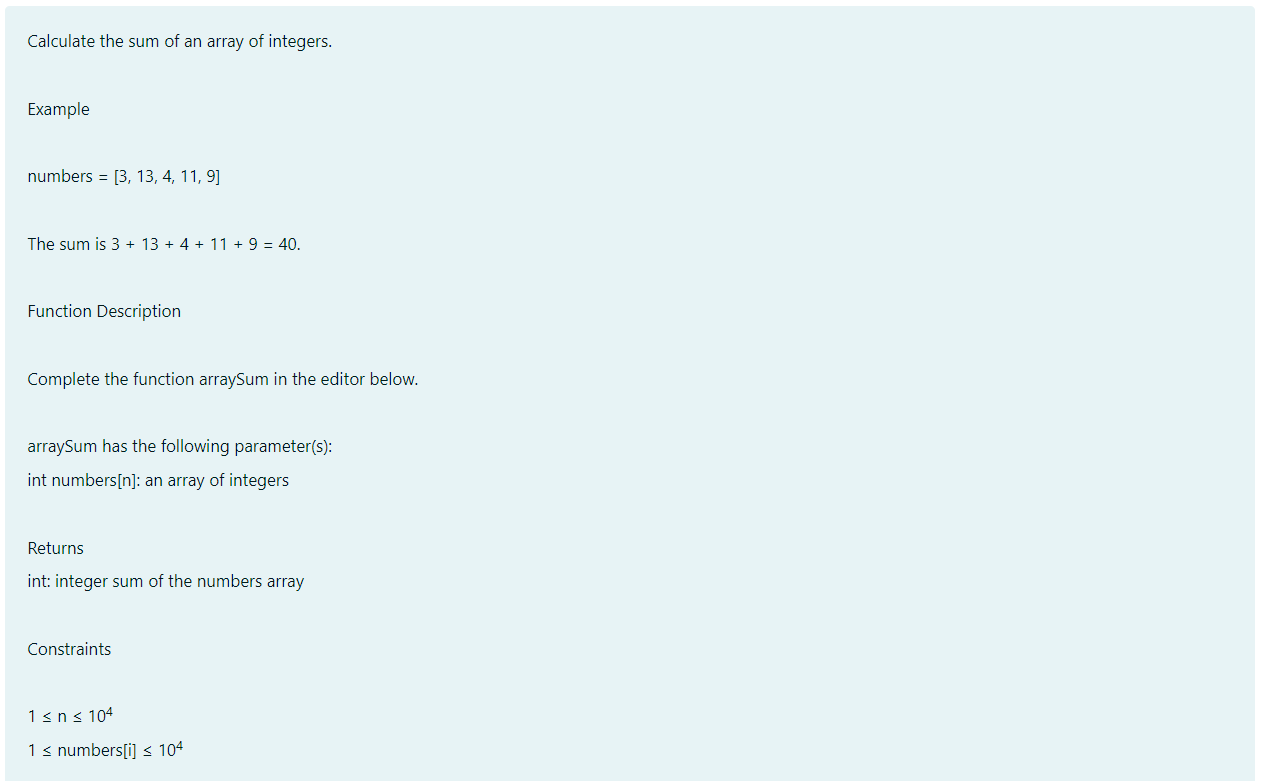 Calculate the sum of an array of integers.
Example
numbers = [3, 13, 4, 11, 9]
The sum is 3 + 13 + 4 + 11 + 9 = 40.
Function Description
Complete the function arraySum in the editor below.
arraySum has the following parameter(s):
int numbers[n]: an array of integers
Returns
int: integer sum of the numbers array
Constraints
1 ≤ n ≤ 10⁴
1 ≤ numbers[i] ≤ 10⁴